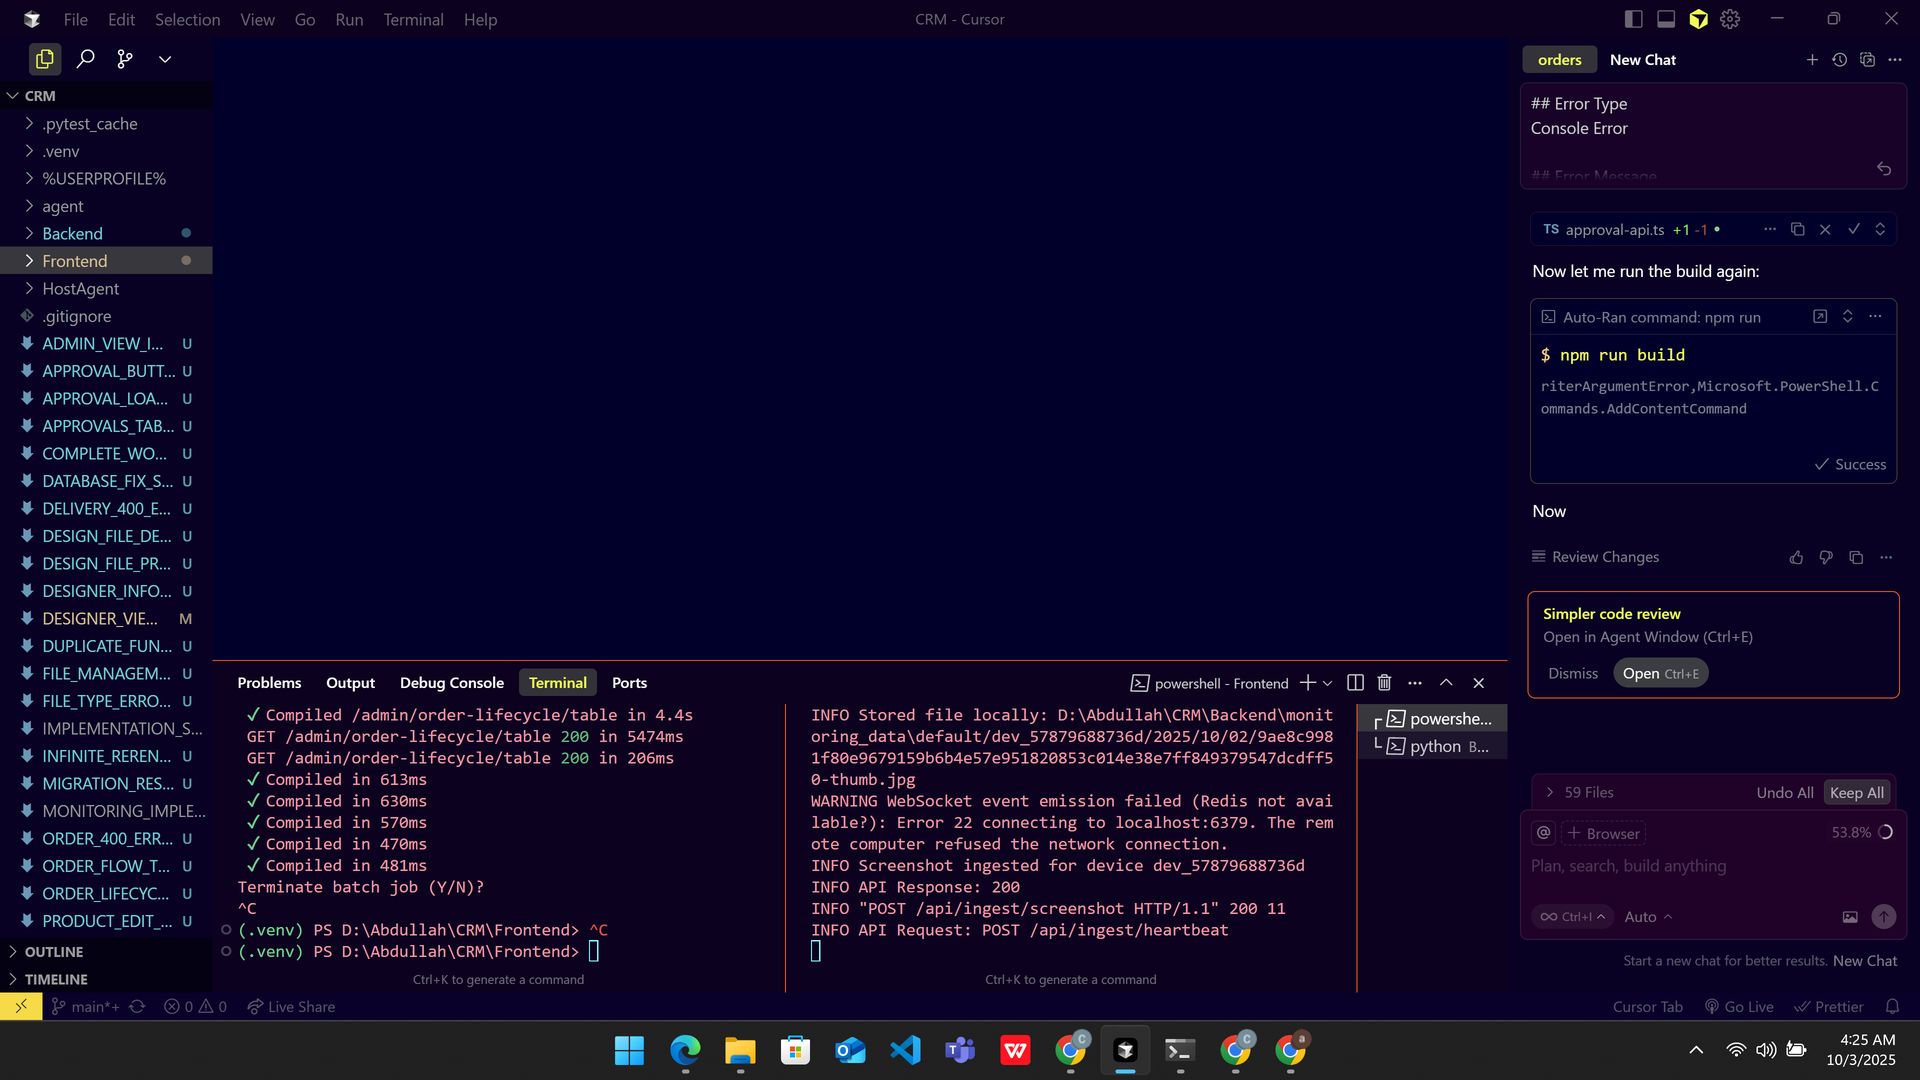 File Edit Selection View Go Run Terminal Help
CRM - Cursor
CRM
.pytest_cache
.venv
%USERPROFILE%
agent
Backend
Frontend
HostAgent
.gitignore
ADMIN_VIEW_I... U
APPROVAL_BUTT... U
APPROVAL_LOA... U
APPROVALS_TAB... U
COMPLETE_WO... U
DATABASE_FIX_S... U
DELIVERY_400_E... U
DESIGN_FILE_DE... U
DESIGN_FILE_PR... U
DESIGNER_INFO... U
DESIGNER_VIE... M
DUPLICATE_FUN... U
FILE_MANAGEM... U
FILE_TYPE_ERRO... U
IMPLEMENTATION_S...
INFINITE_REREN... U
MIGRATION_RES... U
MONITORING_IMPLE...
ORDER_400_ERR... U
ORDER_FLOW_T... U
ORDER_LIFECYC... U
PRODUCT_EDIT_... U
OUTLINE
TIMELINE
Problems Output Debug Console Terminal Ports
powershell - Frontend
✓ Compiled /admin/order-lifecycle/table in 4.4s
GET /admin/order-lifecycle/table 200 in 5474ms
GET /admin/order-lifecycle/table 200 in 206ms
✓ Compiled in 613ms
✓ Compiled in 630ms
✓ Compiled in 570ms
✓ Compiled in 470ms
✓ Compiled in 481ms
Terminate batch job (Y/N)?
^C
(.venv) PS D:\Abdullah\CRM\Frontend> ^C
(.venv) PS D:\Abdullah\CRM\Frontend>
Ctrl+K to generate a command
INFO Stored file locally: D:\Abdullah\CRM\Backend\monit
oring_data\default/dev_57879688736d/2025/10/02/9ae8c998
1f80e9679159b6b4e57e951820853c014e38e7ff849379547dcdff5
0-thumb.jpg
WARNING WebSocket event emission failed (Redis not avai
lable?): Error 22 connecting to localhost:6379. The rem
ote computer refused the network connection.
INFO Screenshot ingested for device dev_57879688736d
INFO API Response: 200
INFO "POST /api/ingest/screenshot HTTP/1.1" 200 11
INFO API Request: POST /api/ingest/heartbeat
Ctrl+K to generate a command
powershe...
python B...
orders New Chat
## Error Type
Console Error
## Error Message
TS approval-api.ts +1 -1 •
Now let me run the build again:
Auto-Ran command: npm run
$ npm run build
riterArgumentError,Microsoft.PowerShell.C
ommands.AddContentCommand
✓ Success
Now
Review Changes
Simpler code review
Open in Agent Window (Ctrl+E)
Dismiss Open Ctrl+E
59 Files Undo All Keep All
@ + Browser 53.8%
Plan, search, build anything
∞ Ctrl+I Auto
Start a new chat for better results. New Chat
main*+ 0 0 Live Share
Cursor Tab Go Live Prettier
4:25 AM
10/3/2025